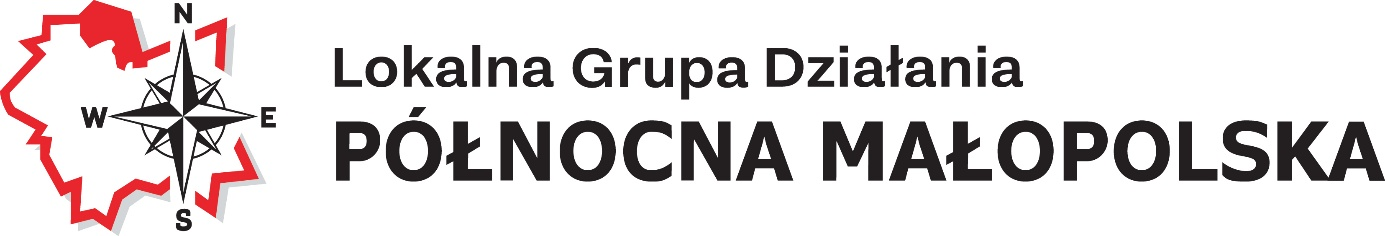 N
W E
S
Lokalna Grupa Działania
PÓŁNOCNA MAŁOPOLSKA